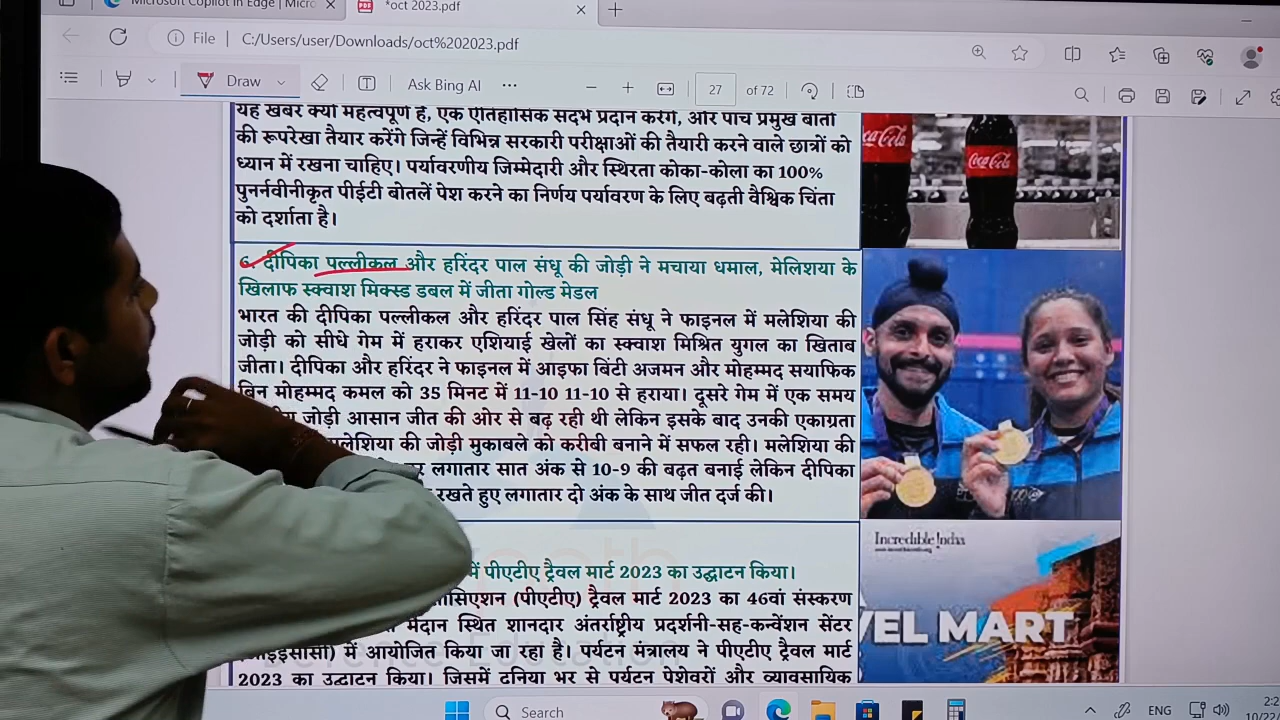 Microsoft Copilot in Edge | Micro
*oct 2023.pdf
File
C:/Users/user/Downloads/oct%202023.pdf
Draw
Ask Bing AI
27 of 72
यह खबर क्यों महत्वपूर्ण है, एक ऐतिहासिक संदर्भ प्रदान करेंगे, और पांच प्रमुख बातों
की रूपरेखा तैयार करेंगे जिन्हें विभिन्न सरकारी परीक्षाओं की तैयारी करने वाले छात्रों को
ध्यान में रखना चाहिए। पर्यावरणीय जिम्मेदारी और स्थिरता कोका-कोला का 100%
पुनर्नवीनीकृत पीईटी बोतलें पेश करने का निर्णय पर्यावरण के लिए बढ़ती वैश्विक चिंता
को दर्शाता है।
Coca-Cola
Coca-Cola
6. दीपिका पल्लीकल और हरिंदर पाल संधू की जोड़ी ने मचाया धमाल, मेलिशया के
खिलाफ स्क्वाश मिक्स्ड डबल में जीता गोल्ड मेडल
भारत की दीपिका पल्लीकल और हरिंदर पाल सिंह संधू ने फाइनल में मलेशिया की
जोड़ी को सीधे गेम में हराकर एशियाई खेलों का स्क्वाश मिश्रित युगल का खिताब
जीता। दीपिका और हरिंदर ने फाइनल में आइफा बिंटी अजमन और मोहम्मद सयाफिक
बिन मोहम्मद कमल को 35 मिनट में 11-10 11-10 से हराया। दूसरे गेम में एक समय
जोड़ी आसान जीत की ओर से बढ़ रही थी लेकिन इसके बाद उनकी एकाग्रता
मलेशिया की जोड़ी मुकाबले को करीबी बनाने में सफल रही। मलेशिया की
लगातार सात अंक से 10-9 की बढ़त बनाई लेकिन दीपिका
रखते हुए लगातार दो अंक के साथ जीत दर्ज की।
Incredible !ndia
में पीएटीए ट्रैवल मार्ट 2023 का उद्घाटन किया।
(पीएटीए) ट्रैवल मार्ट 2023 का 46वां संस्करण
मैदान स्थित शानदार अंतर्राष्ट्रीय प्रदर्शनी-सह-कन्वेंशन सेंटर
में आयोजित किया जा रहा है। पर्यटन मंत्रालय ने पीएटीए ट्रैवल मार्ट
2023 का उद्घाटन किया। जिसमें दुनिया भर से पर्यटन पेशेवरों और व्यावसायिक
VEL MART
Search
ENG